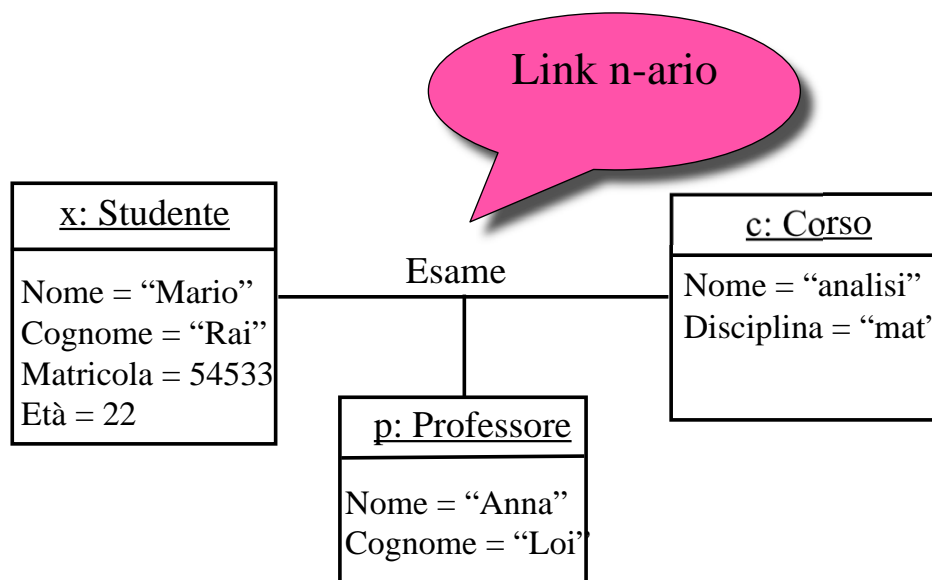 Link n-ario
x: Studente
Nome = “Mario”
Cognome = “Rai”
Matricola = 54533
Età = 22
Esame
c: Corso
Nome = “analisi”
Disciplina = “mat”
p: Professore
Nome = “Anna”
Cognome = “Loi”